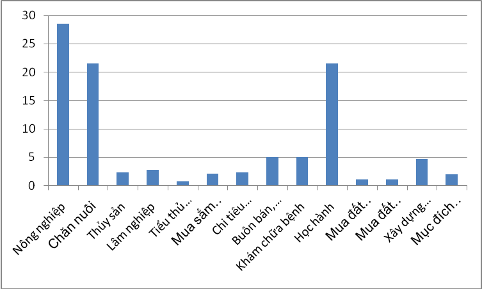 30
25
20
15
10
5
0
Nông nghiệp
Chăn nuôi
Thủy sản
Lâm nghiệp
Tiểu thủ...
Mua sắm...
Chi tiêu...
Buôn bán,...
Khám chữa bệnh
Học hành
Mua đất...
Mua đất...
Xây dựng...
Mục đích...